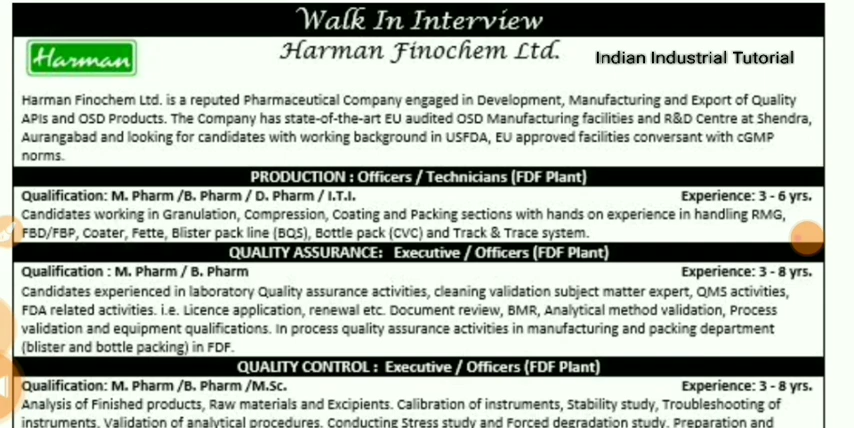 Walk In Interview
Harman
Harman Finochem Ltd.
Indian Industrial Tutorial
Harman Finochem Ltd. is a reputed Pharmaceutical Company engaged in Development, Manufacturing and Export of Quality
APIs and OSD Products. The Company has state-of-the-art EU audited OSD Manufacturing facilities and R&D Centre at Shendra,
Aurangabad and looking for candidates with working background in USFDA, EU approved facilities conversant with cGMP
norms.
PRODUCTION : Officers / Technicians (FDF Plant)
Qualification: M. Pharm /B. Pharm / D. Pharm / I.T.I. Experience: 3 - 6 yrs.
Candidates working in Granulation, Compression, Coating and Packing sections with hands on experience in handling RMG,
FBD/FBP, Coater, Fette, Blister pack line (BQS), Bottle pack (CVC) and Track & Trace system.
QUALITY ASSURANCE: Executive / Officers (FDF Plant)
Qualification : M. Pharm / B. Pharm Experience: 3 - 8 yrs.
Candidates experienced in laboratory Quality assurance activities, cleaning validation subject matter expert, QMS activities,
FDA related activities. i.e. Licence application, renewal etc. Document review, BMR, Analytical method validation, Process
validation and equipment qualifications. In process quality assurance activities in manufacturing and packing department
(blister and bottle packing) in FDF.
QUALITY CONTROL : Executive / Officers (FDF Plant)
Qualification: M. Pharm /B. Pharm /M.Sc. Experience: 3 - 8 yrs.
Analysis of Finished products, Raw materials and Excipients. Calibration of instruments, Stability study, Troubleshooting of
instruments, Validation of analytical procedures, Conducting Stress study and Forced degradation study, Preparation and